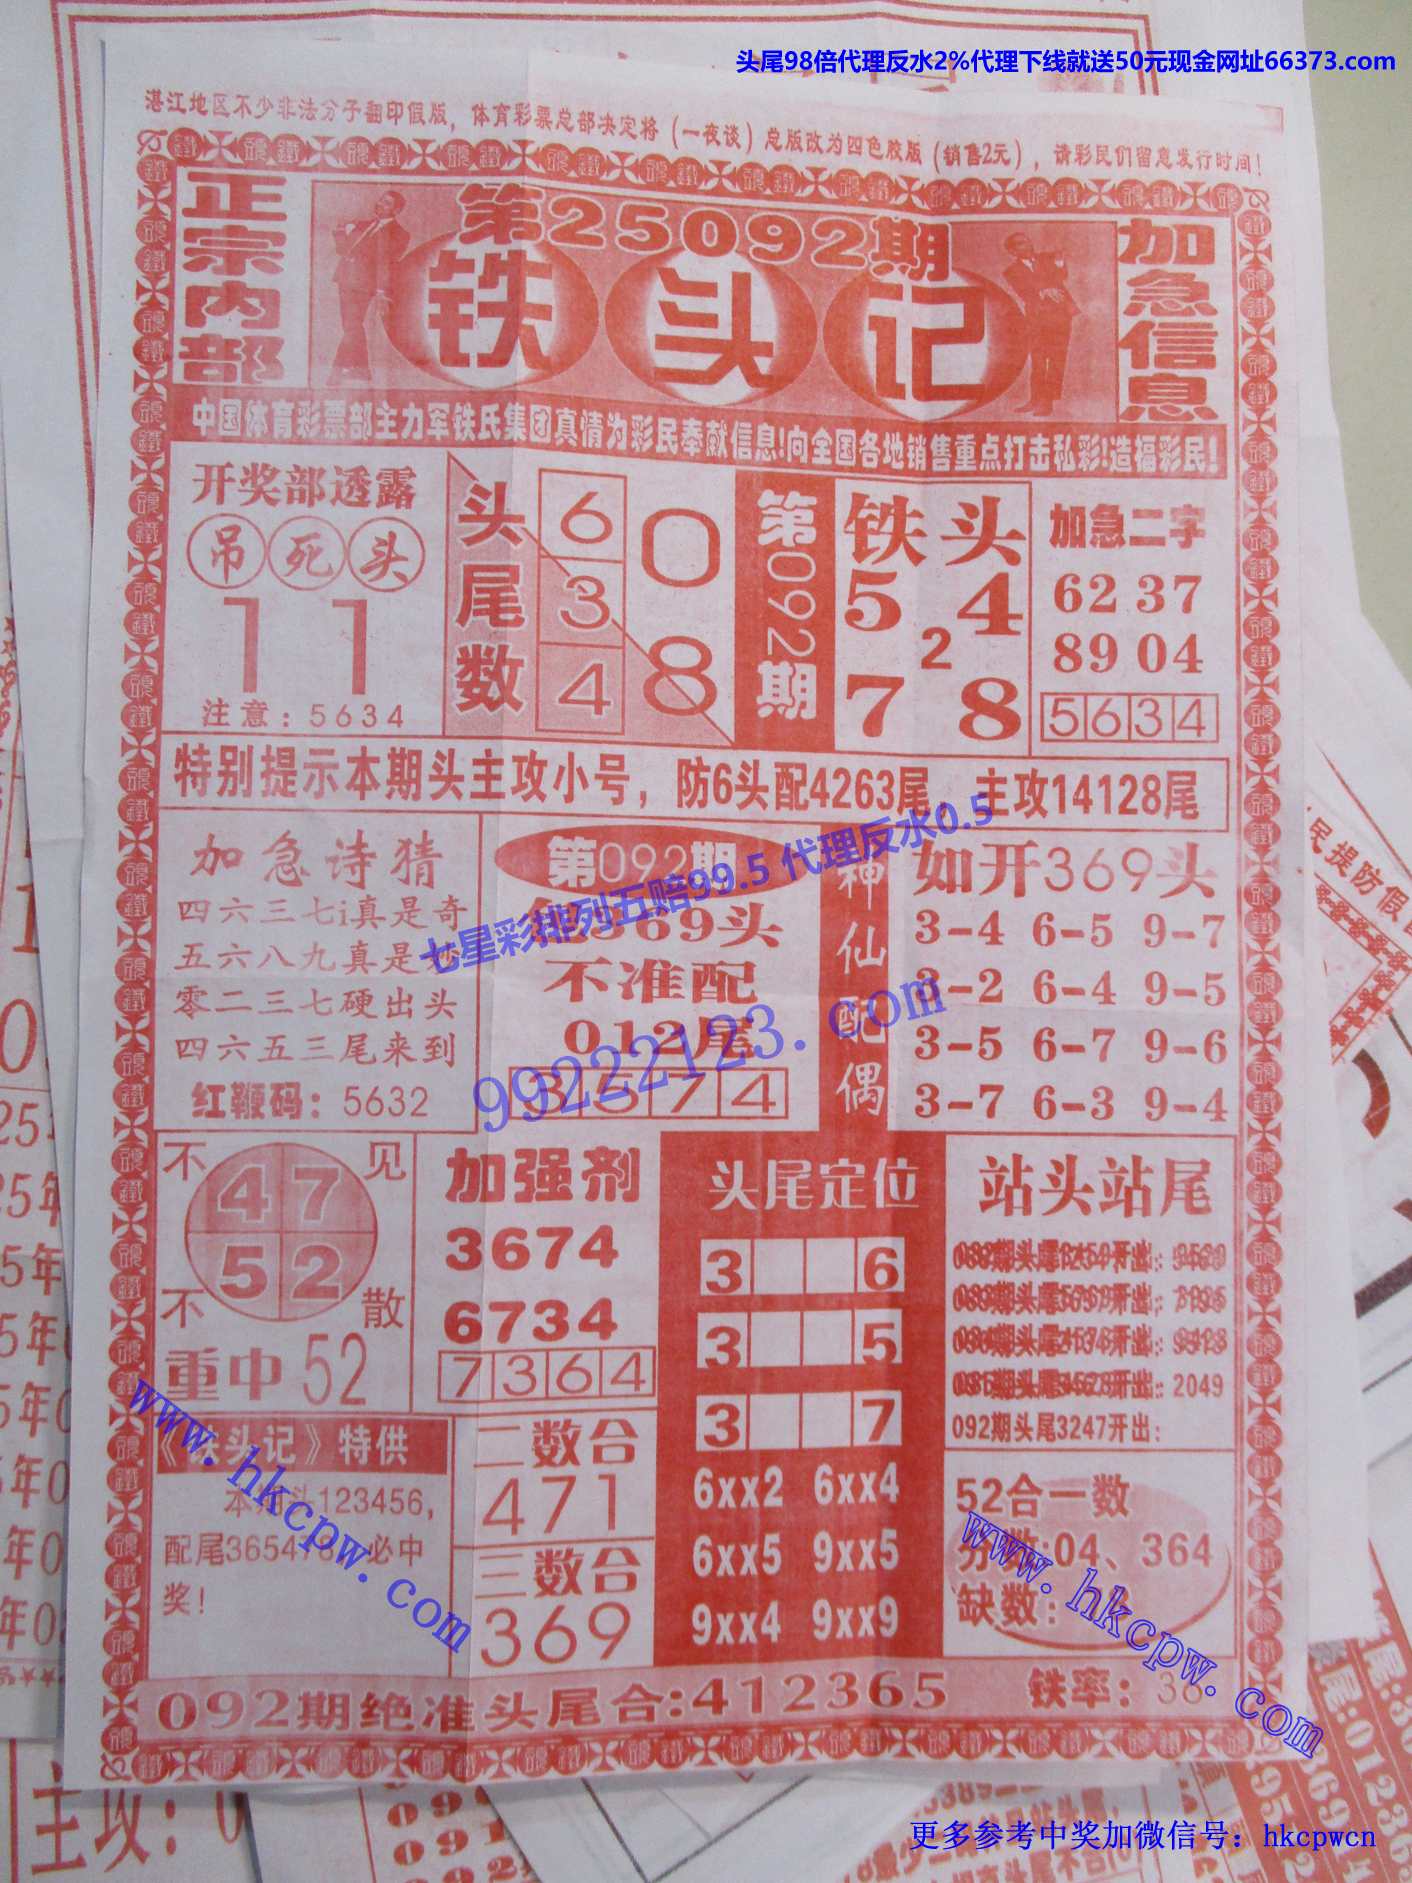 头尾98倍代理反水2%代理下线就送50元现金网址66373.com
湛江地区不少非法分子翻印假版，体育彩票总部决定将（一夜谈）总版改为四色胶版（销售2元），请彩民们留意发行时间！
正宗内部
第25092期
铁头记
加急信息
中国体育彩票部主力军铁氏集团真情为彩民奉献信息！向全国各地销售重点打击私彩！造福彩民！
开奖部透露
吊死头
11
注意：5634
头尾数
6 3 4
0 8
第092期
铁头
5 4
2
7 8
加急二字
62 37
89 04
5634
特别提示本期头主攻小号，防6头配4263尾，主攻14128尾
加急诗猜
四六三七i真是奇
五六八九真是妙
零二三七硬出头
四六五三尾来到
红鞭码：5632
第092期
369头
不准配
012尾
3674
神仙配偶
如开369头
3-4 6-5 9-7
3-2 6-4 9-5
3-5 6-7 9-6
3-7 6-3 9-4
七星彩排列五赔99.5 代理反水0.5
99222123.com
不见不散
47
52
重中52
加强剂
3674
6734
7364
头尾定位
3 6
3 5
3 7
6xx2 6xx4
6xx5 9xx5
9xx4 9xx9
站头站尾
2049
092期头尾3247开出：
《铁头记》特供
123456，
配尾36547
必中
奖！
二数合
471
三数合
369
52合一数
分数:04、364
缺数：
092期绝准头尾合:412365
铁率：36
www.hkcpw.com
www.hkcpw.com
民提防假
主攻：0
更多参考中奖加微信号：hkcpwcn